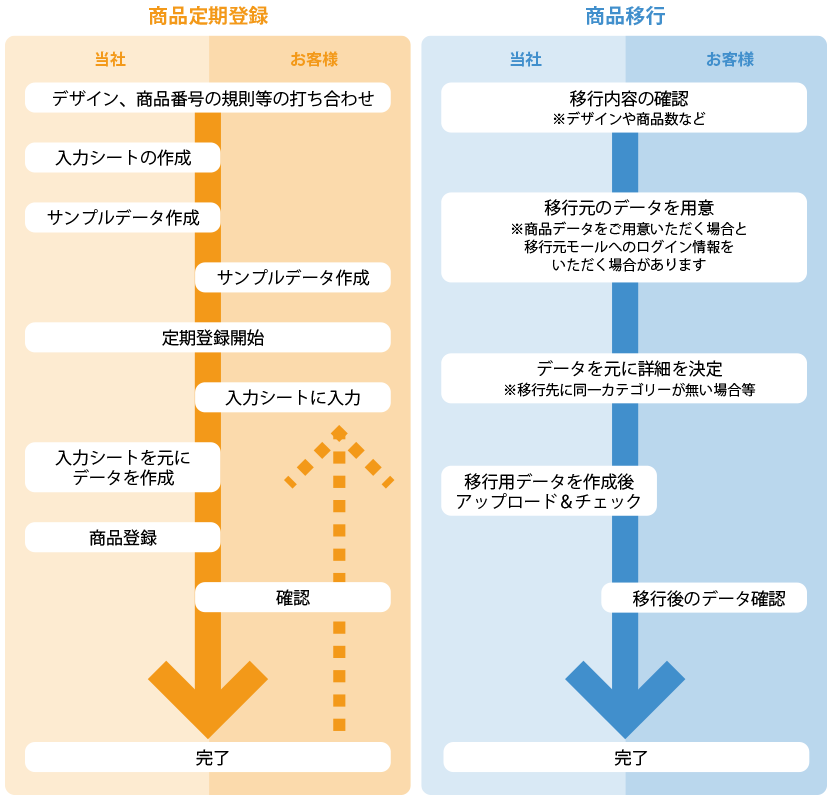 商品定期登録
当社
お客様
デザイン、商品番号の規則等の打ち合わせ
入力シートの作成
サンプルデータ作成
サンプルデータ作成
定期登録開始
入力シートに入力
入力シートを元に
データを作成
商品登録
確認
完了
商品移行
当社
お客様
移行内容の確認
※デザインや商品数など
移行元のデータを用意
※商品データをご用意いただく場合と
移行元モールへのログイン情報を
いただく場合があります
データを元に詳細を決定
※移行先に同一カテゴリーが無い場合等
移行用データを作成後
アップロード＆チェック
移行後のデータ確認
完了